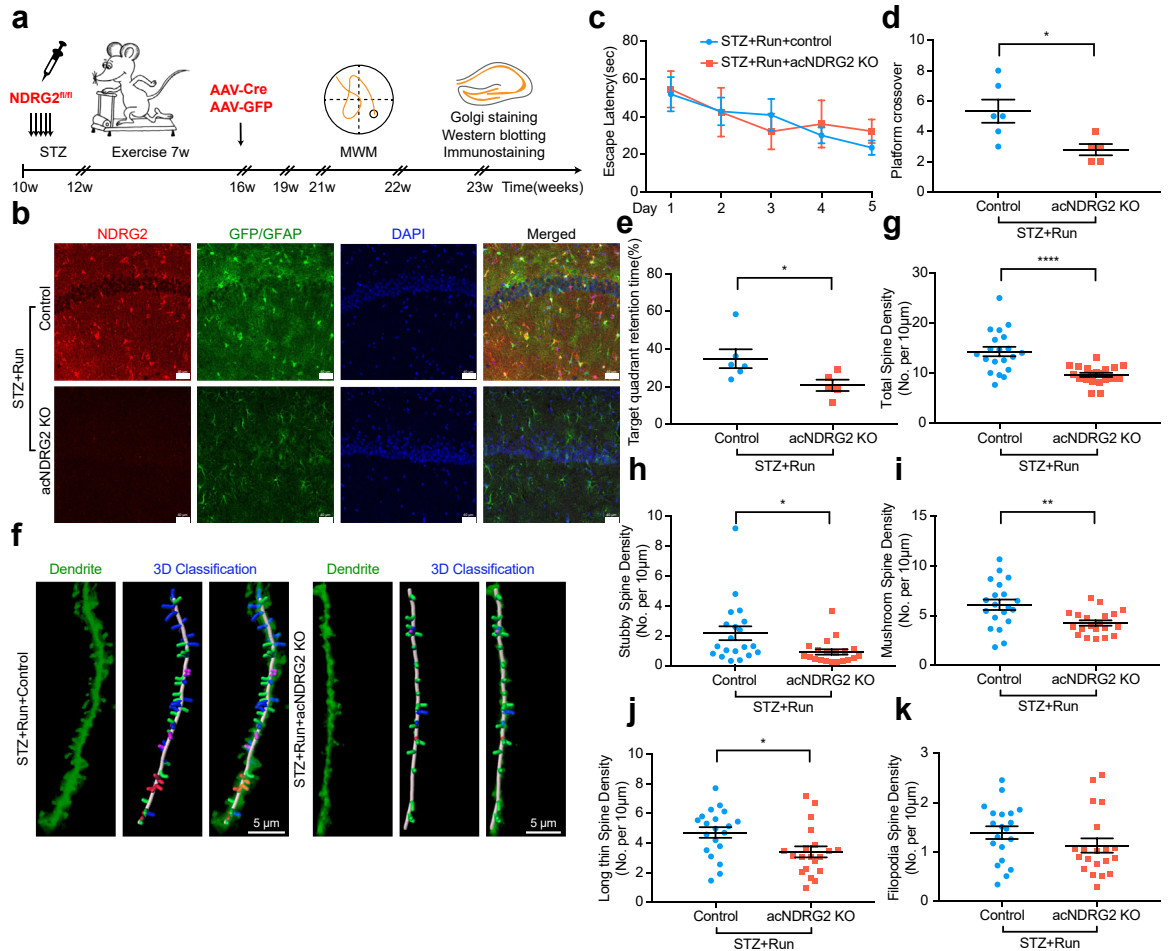 a
NDRG2fl/fl
STZ
Exercise 7w
AAV-Cre
AAV-GFP
MWM
Golgi staining
Western blotting
Immunostaining
10w
12w
16w
19w
21w
22w
23w
Time(weeks)
b
NDRG2
GFP/GFAP
DAPI
Merged
STZ+Run
Control
acNDRG2 KO
c
STZ+Run+control
STZ+Run+acNDRG2 KO
Escape Latency(sec)
80
60
40
20
0
Day
1
2
3
4
5
d
*
Platform crossover
10
8
6
4
2
0
Control
acNDRG2 KO
STZ+Run
e
*
Target quadrant retention time(%)
80
60
40
20
0
Control
acNDRG2 KO
STZ+Run
g
****
Total Spine Density
(No. per 10μm)
30
20
10
0
Control
acNDRG2 KO
STZ+Run
f
Dendrite
3D Classification
Dendrite
3D Classification
STZ+Run+Control
STZ+Run+acNDRG2 KO
5 μm
5 μm
h
*
Stubby Spine Density
(No. per 10μm)
10
8
6
4
2
0
Control
acNDRG2 KO
STZ+Run
i
**
Mushroom Spine Density
(No. per 10μm)
15
10
5
0
Control
acNDRG2 KO
STZ+Run
j
*
Long thin Spine Density
(No. per 10μm)
10
8
6
4
2
0
Control
acNDRG2 KO
STZ+Run
k
Filopodia Spine Density
(No. per 10μm)
3
2
1
0
Control
acNDRG2 KO
STZ+Run